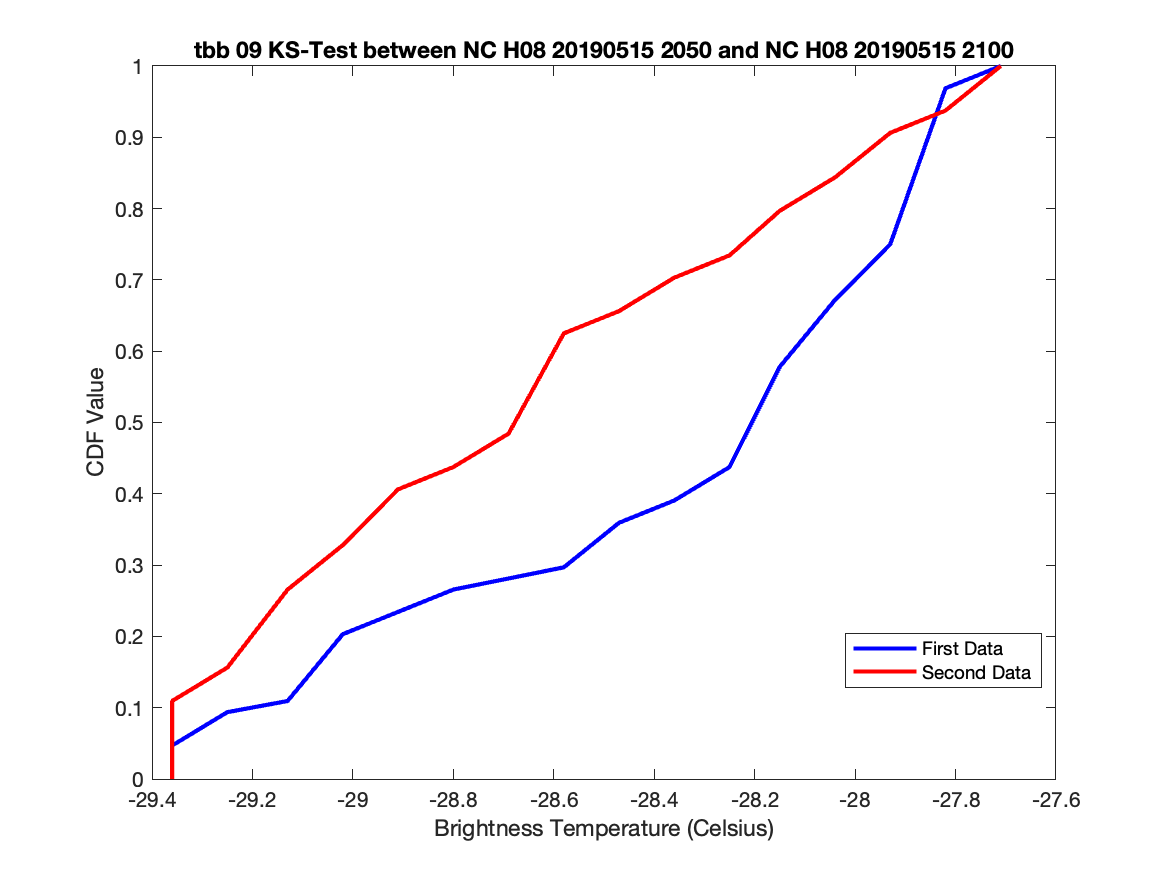 tbb 09 KS-Test between NC H08 20190515 2050 and NC H08 20190515 2100
1
0.9
0.8
0.7
0.6
0.5
0.4
0.3
0.2
0.1
0
CDF Value
First Data
Second Data
-29.4 -29.2 -29 -28.8 -28.6 -28.4 -28.2 -28 -27.8 -27.6
Brightness Temperature (Celsius)